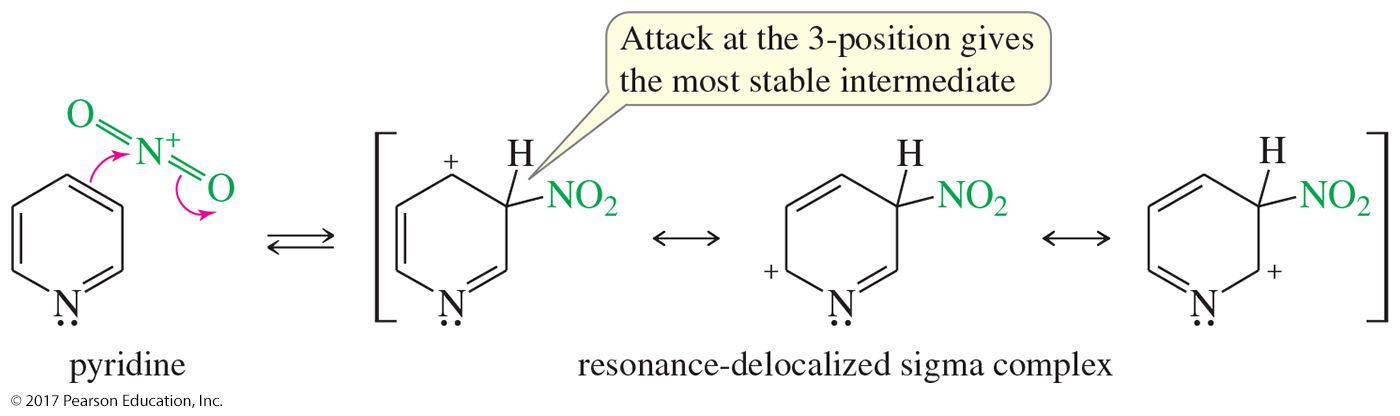 Attack at the 3-position gives
the most stable intermediate
O
N+
O
N
+
H
NO2
N
H
NO2
+
N
H
NO2
+
N
pyridine
resonance-delocalized sigma complex
© 2017 Pearson Education, Inc.